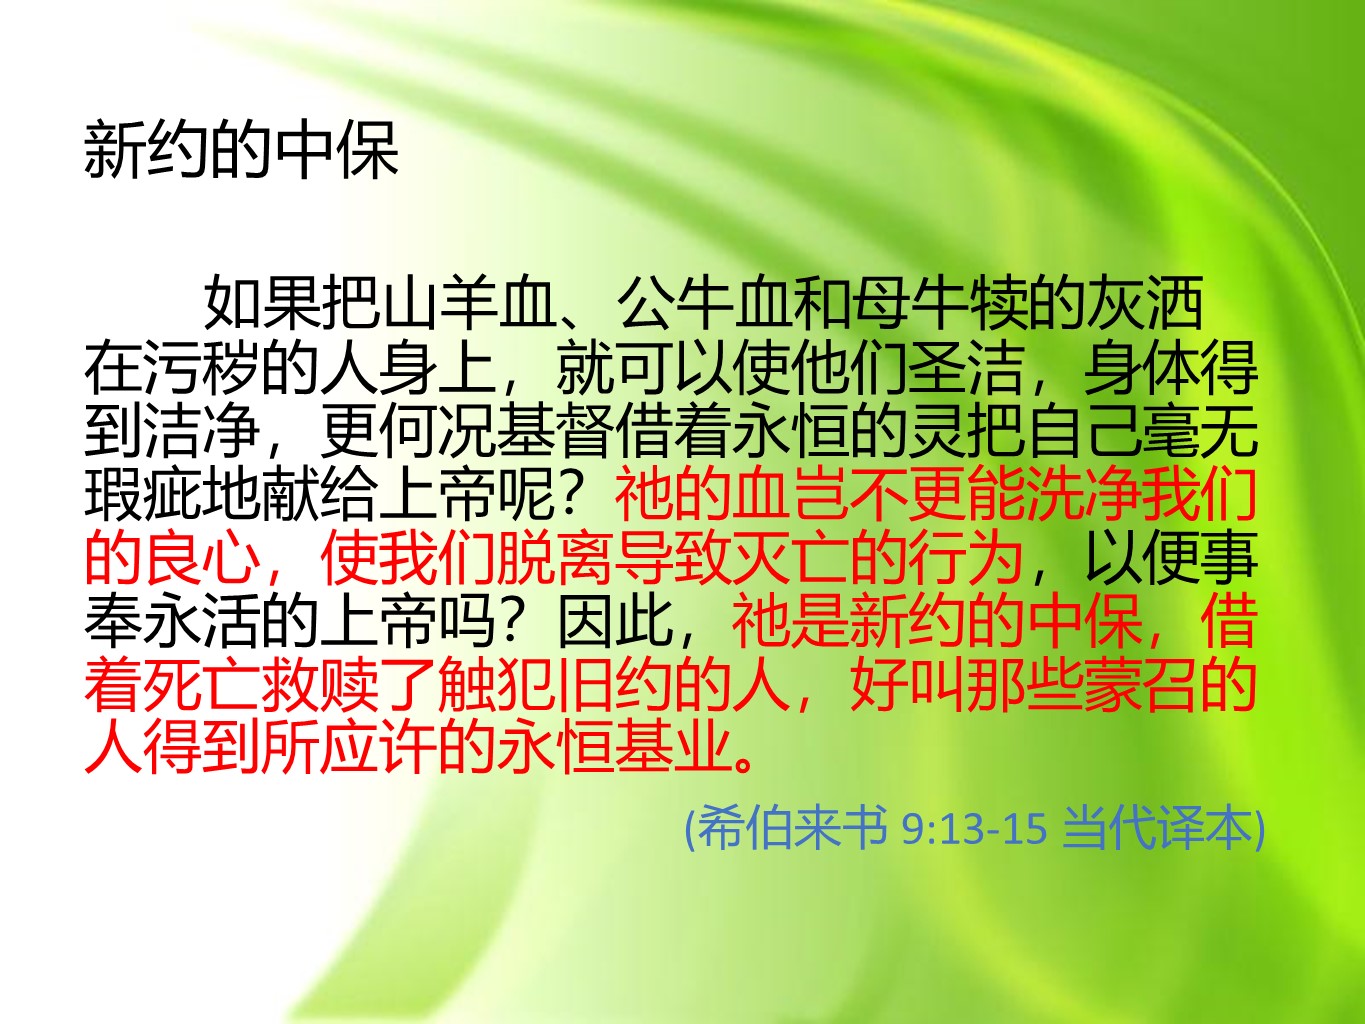 新约的中保
如果把山羊血、公牛血和母牛犊的灰洒
在污秽的人身上，就可以使他们圣洁，身体得
到洁净，更何况基督借着永恒的灵把自己毫无
瑕疵地献给上帝呢？祂的血岂不更能洗净我们
的良心，使我们脱离导致灭亡的行为，以便事
奉永活的上帝吗？因此，祂是新约的中保，借
着死亡救赎了触犯旧约的人，好叫那些蒙召的
人得到所应许的永恒基业。
(希伯来书 9:13-15 当代译本)